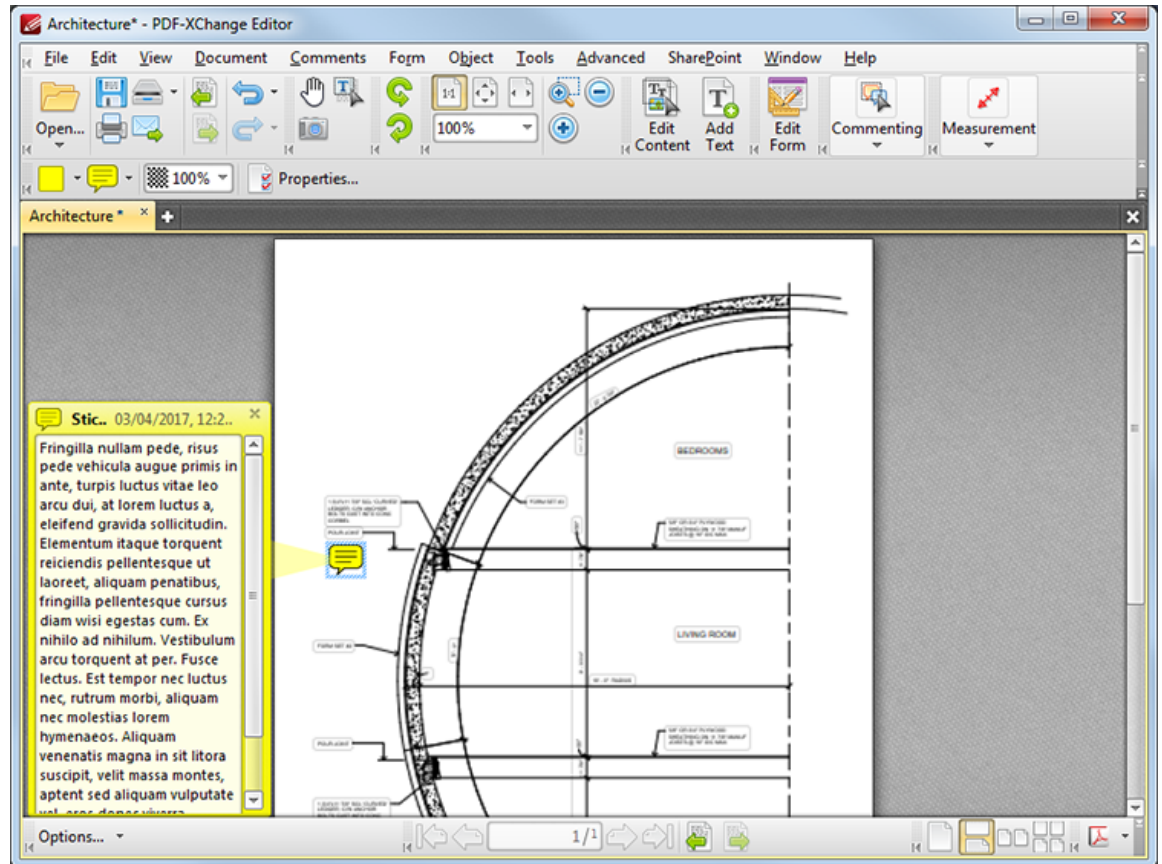 Architecture* - PDF-XChange Editor
File Edit View Document Comments Form Object Tools Advanced SharePoint Window Help
Open...
1:1
100%
Edit Content
Add Text
Edit Form
Commenting
Measurement
100%
Properties...
Architecture *
Stic.. 03/04/2017, 12:2..
Fringilla nullam pede, risus
pede vehicula augue primis in
ante, turpis luctus vitae leo
arcu dui, at lorem luctus a,
eleifend gravida sollicitudin.
Elementum itaque torquent
reiciendis pellentesque ut
laoreet, aliquam penatibus,
fringilla pellentesque cursus
diam wisi egestas cum. Ex
nihilo ad nihilum. Vestibulum
arcu torquent at per. Fusce
lectus. Est tempor nec luctus
nec, rutrum morbi, aliquam
nec molestias lorem
hymenaeos. Aliquam
venenatis magna in sit litora
suscipit, velit massa montes,
aptent sed aliquam vulputate
BEDROOMS
POUR JOINT
LIVING ROOM
POUR JOINT
Options...
1/1